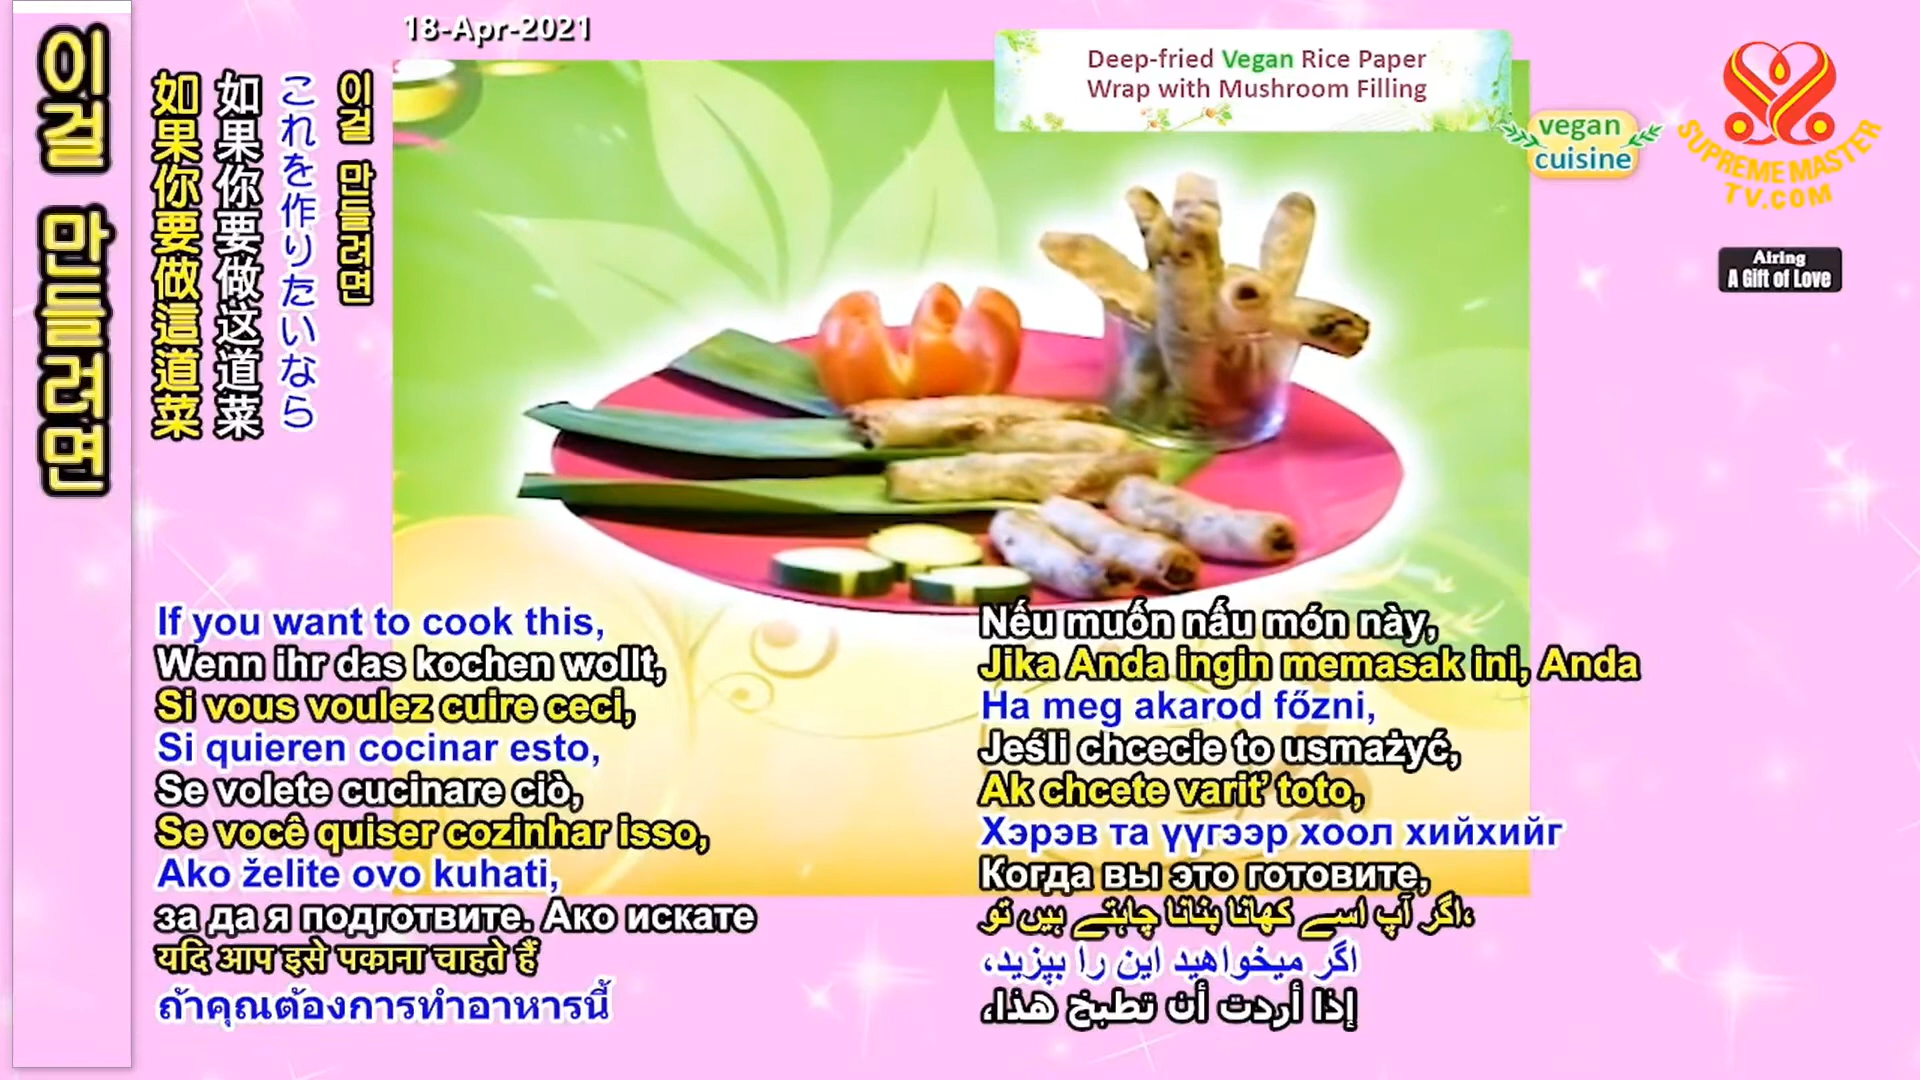 18-Apr-2021
Deep-fried Vegan Rice Paper
Wrap with Mushroom Filling
vegan
cuisine
SUPREME MASTER
TV.COM
Airing
A Gift of Love
이걸 만들려면
如果你要做這道菜
如果你要做这道菜
これを作りたいなら
이걸 만들려면
If you want to cook this,
Wenn ihr das kochen wollt,
Si vous voulez cuire ceci,
Si quieren cocinar esto,
Se volete cucinare ciò,
Se você quiser cozinhar isso,
Ako želite ovo kuhati,
за да я подготвите. Ако искате
यदि आप इसे पकाना चाहते हैं
ถ้าคุณต้องการทำอาหารนี้
Nếu muốn nấu món này,
Jika Anda ingin memasak ini, Anda
Ha meg akarod főzni,
Jeśli chcecie to usmażyć,
Ak chcete variť toto,
Хэрэв та үүгээр хоол хийхийг
Когда вы это готовите,
اگر آپ اسے کھانا بنانا چاہتے ہیں تو،
اگر میخواهید این را بپزید،
إذا أردت أن تطبخ هذا،